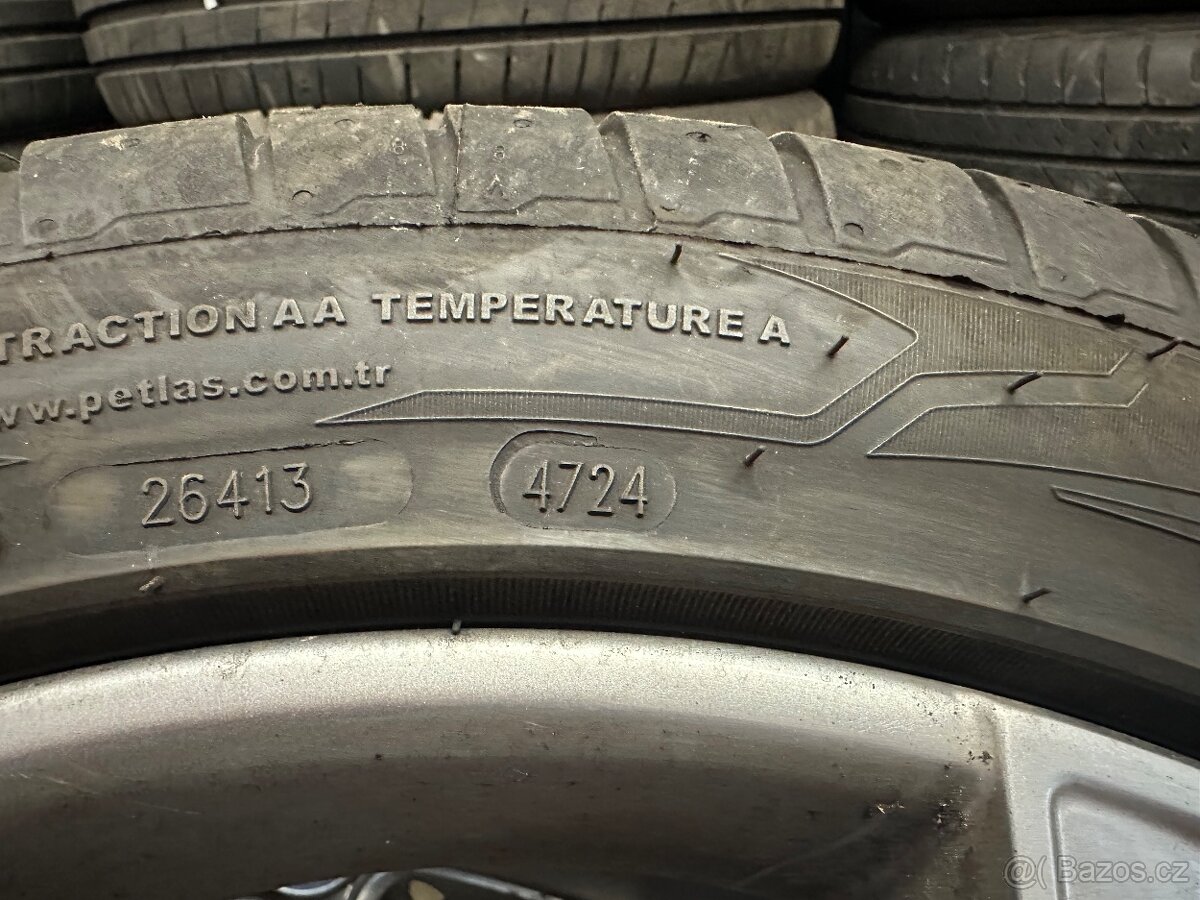 TRACTION AA TEMPERATURE A
www.petlas.com.tr
26413 4724
@( Bazos.cz